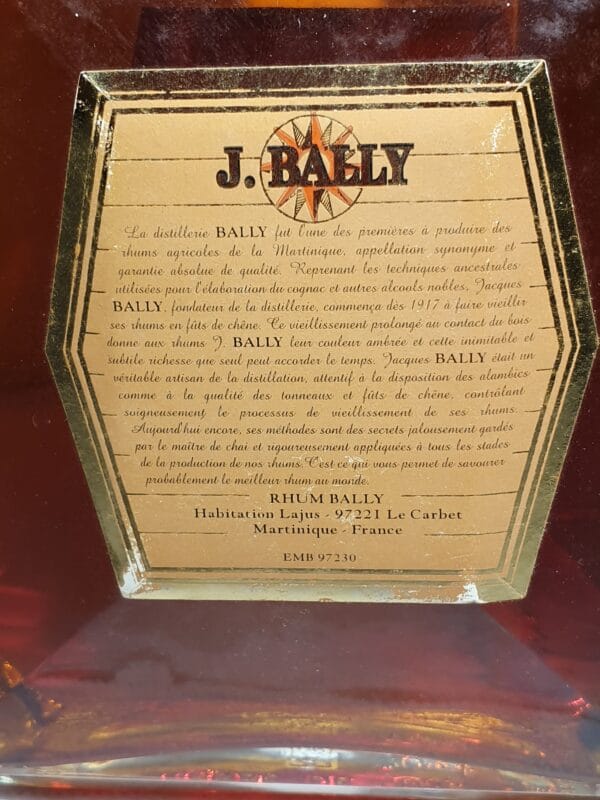 J. BALLY
La distillerie BALLY fut l'une des premières à produire des
rhums agricoles de la Martinique, appellation synonyme et
garantie absolue de qualité. Reprenant les techniques ancestrales
utilisées pour l'élaboration du cognac et autres alcools nobles, Jacques
BALLY, fondateur de la distillerie, commença dès 1917 à faire vieillir
ses rhums en fûts de chêne. Ce vieillissement prolongé au contact du bois
donne aux rhums J. BALLY leur couleur ambrée et cette inimitable et
subtile richesse que seul peut accorder le temps. Jacques BALLY était un
véritable artisan de la distillation, attentif à la disposition des alambics
comme à la qualité des tonneaux et fûts de chêne, contrôlant
soigneusement le processus de vieillissement de ses rhums.
Aujourd'hui encore, ses méthodes sont des secrets jalousement gardés
par le maître de chai et rigoureusement appliquées à tous les stades
de la production de nos rhums. C'est ce qui vous permet de savourer
probablement le meilleur rhum au monde.
RHUM BALLY
Habitation Lajus - 97221 Le Carbet
Martinique - France
EMB 97230